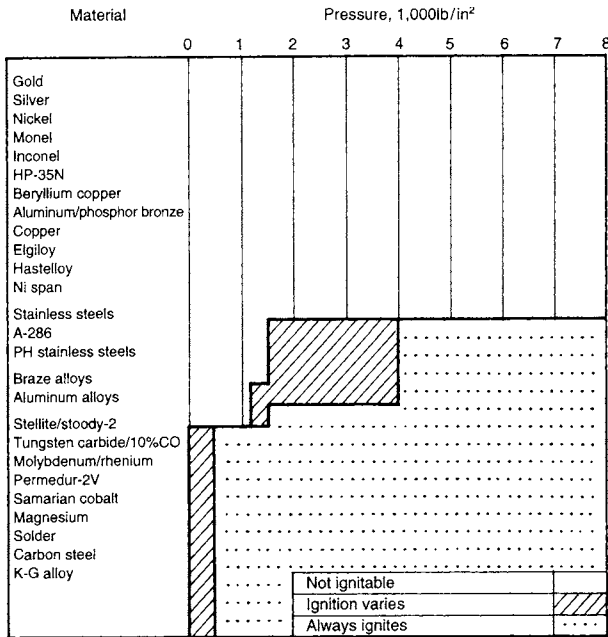 Material Pressure, 1,000lb/in²
0 1 2 3 4 5 6 7 8
Gold
Silver
Nickel
Monel
Inconel
HP-35N
Beryllium copper
Aluminum/phosphor bronze
Copper
Elgiloy
Hastelloy
Ni span
Stainless steels
A-286
PH stainless steels
Braze alloys
Aluminum alloys
Stellite/stoody-2
Tungsten carbide/10%CO
Molybdenum/rhenium
Permedur-2V
Samarian cobalt
Magnesium
Solder
Carbon steel
K-G alloy
Not ignitable
Ignition varies
Always ignites